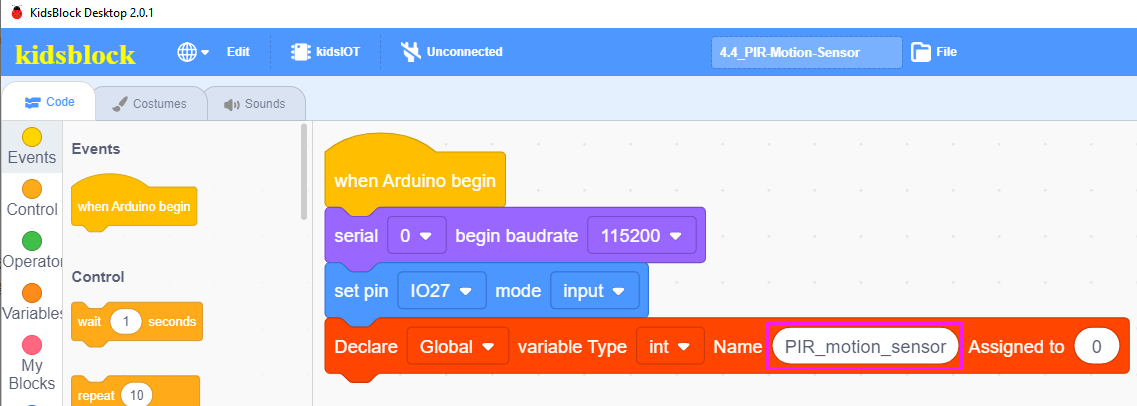 KidsBlock Desktop 2.0.1
kidsblock Edit kidsIOT Unconnected 4.4_PIR-Motion-Sensor File
Code Costumes Sounds
Events
Control
Operator
Variables
My
Blocks
Events
when Arduino begin
Control
wait 1 seconds
repeat 10
when Arduino begin
serial 0 begin baudrate 115200
set pin IO27 mode input
Declare Global variable Type int Name PIR_motion_sensor Assigned to 0